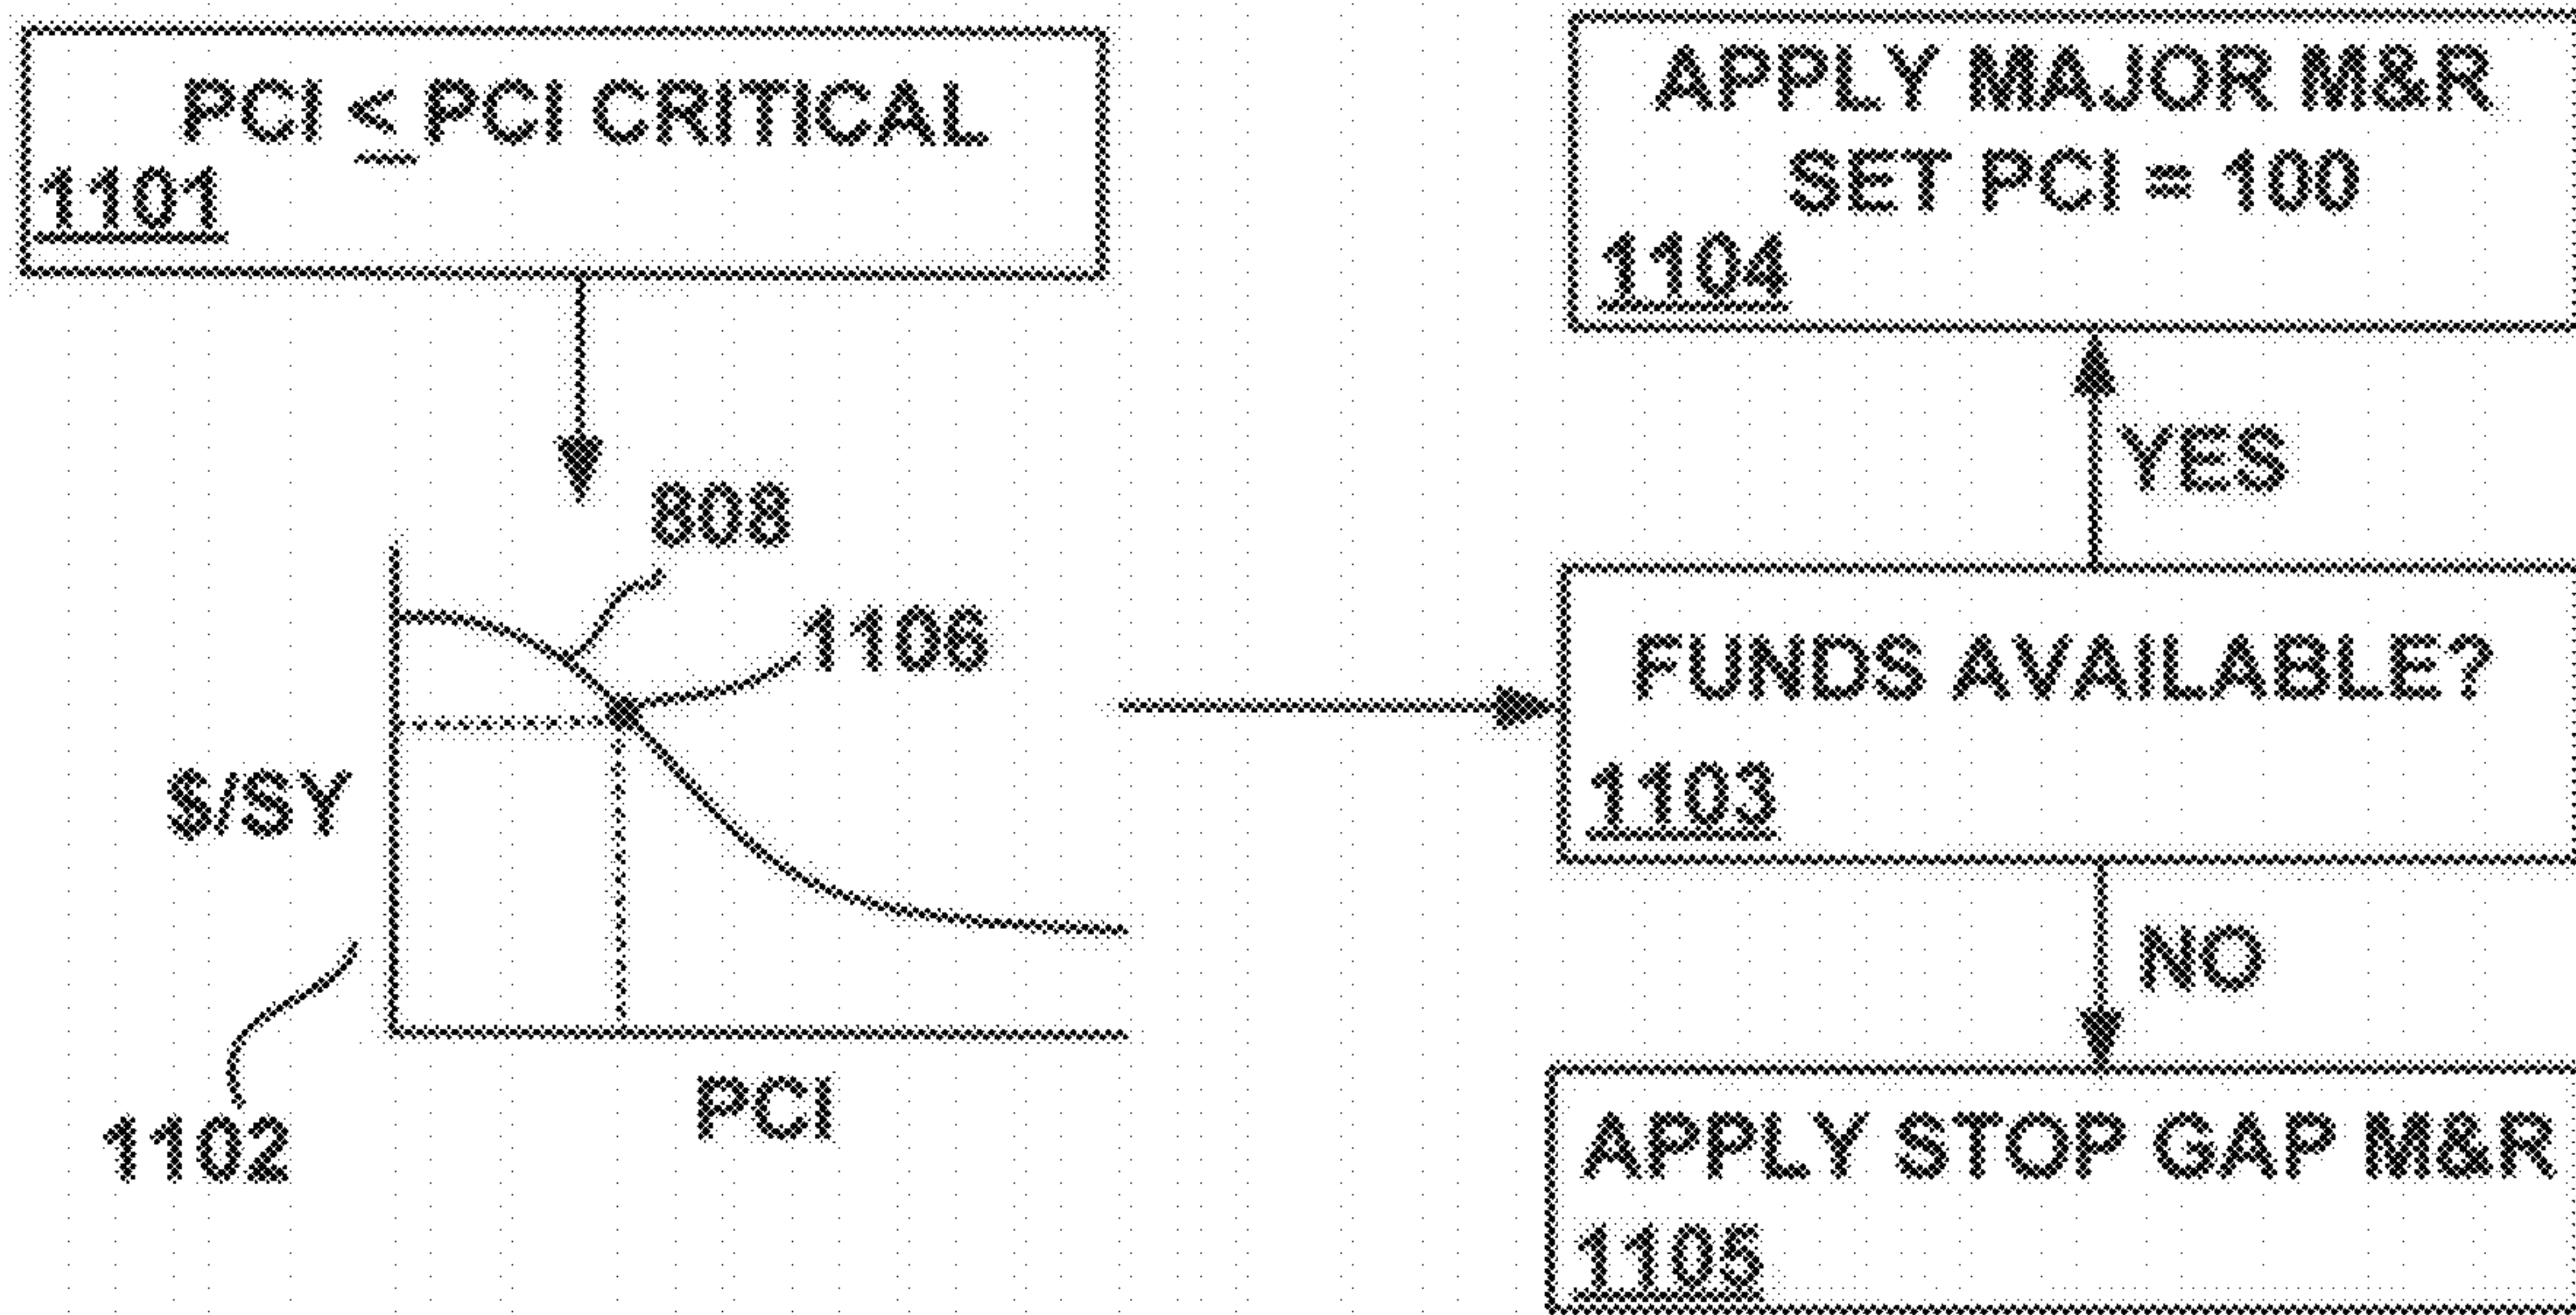 PCI ≤ PCI CRITICAL
1101
808
1106
$/SY
1102
PCI
APPLY MAJOR M&R
SET PCI = 100
1104
YES
FUNDS AVAILABLE?
1103
NO
APPLY STOP GAP M&R
1105